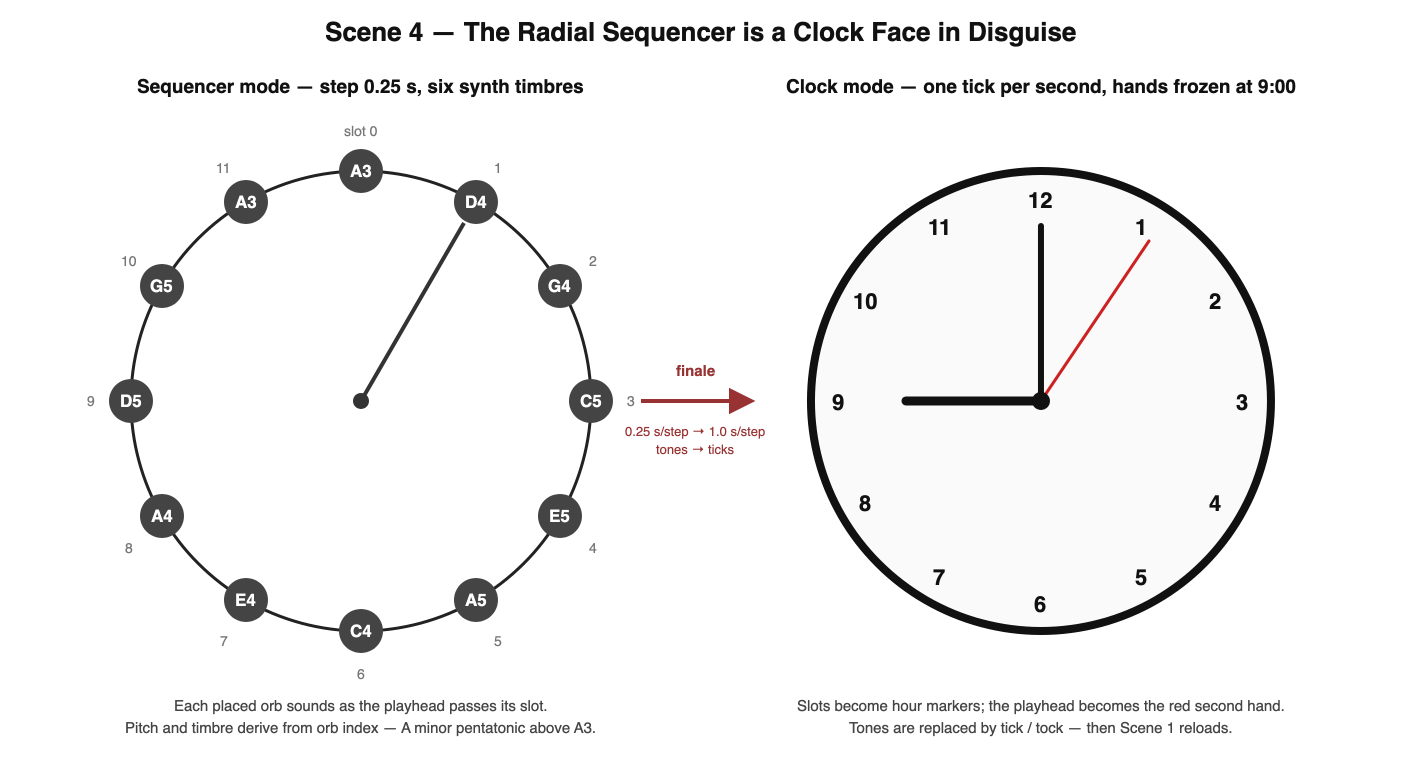 Scene 4 — The Radial Sequencer is a Clock Face in Disguise
Sequencer mode — step 0.25 s, six synth timbres
slot 0
A3
11
A3
1
D4
10
G5
2
G4
9
D5
C5
3
8
A4
E5
4
7
E4
A5
5
C4
6
Each placed orb sounds as the playhead passes its slot.
Pitch and timbre derive from orb index — A minor pentatonic above A3.
finale
0.25 s/step → 1.0 s/step
tones → ticks
Clock mode — one tick per second, hands frozen at 9:00
12
11
1
10
2
9
3
8
4
7
5
6
Slots become hour markers; the playhead becomes the red second hand.
Tones are replaced by tick / tock — then Scene 1 reloads.